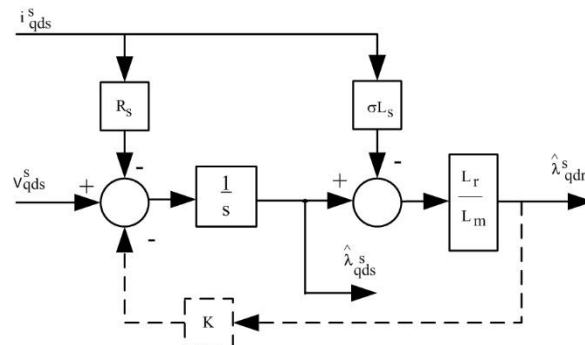 i^s_qds
R_s
σL_s
-
-
v^s_qds
+
1
s
+
L_r
L_m
λ̂^s_qdr
-
λ̂^s_qds
K